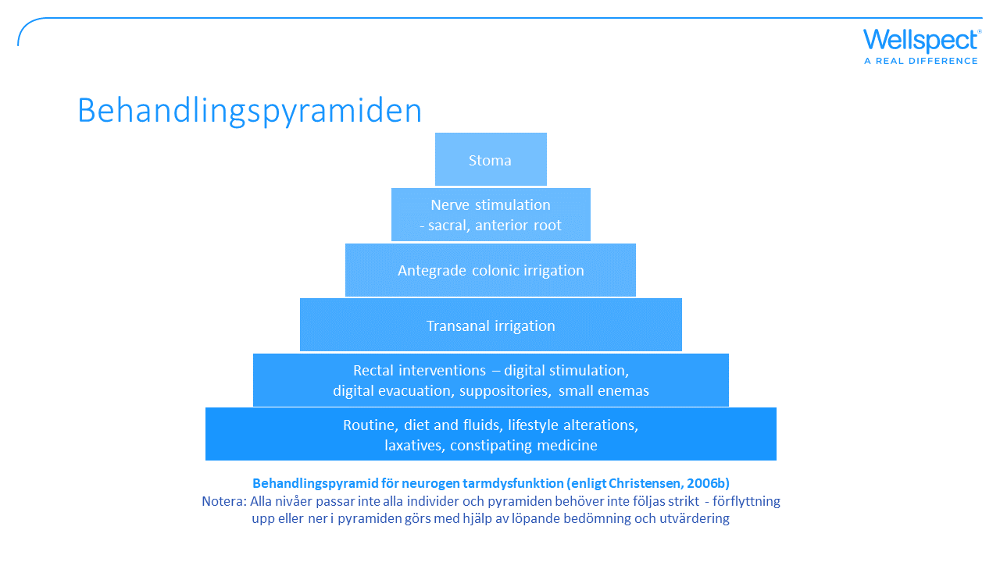 Wellspect®
A REAL DIFFERENCE
Behandlingspyramiden
Stoma
Nerve stimulation
- sacral, anterior root
Antegrade colonic irrigation
Transanal irrigation
Rectal interventions – digital stimulation,
digital evacuation, suppositories, small enemas
Routine, diet and fluids, lifestyle alterations,
laxatives, constipating medicine
Behandlingspyramid för neurogen tarmdysfunktion (enligt Christensen, 2006b)
Notera: Alla nivåer passar inte alla individer och pyramiden behöver inte följas strikt - förflyttning
upp eller ner i pyramiden görs med hjälp av löpande bedömning och utvärdering